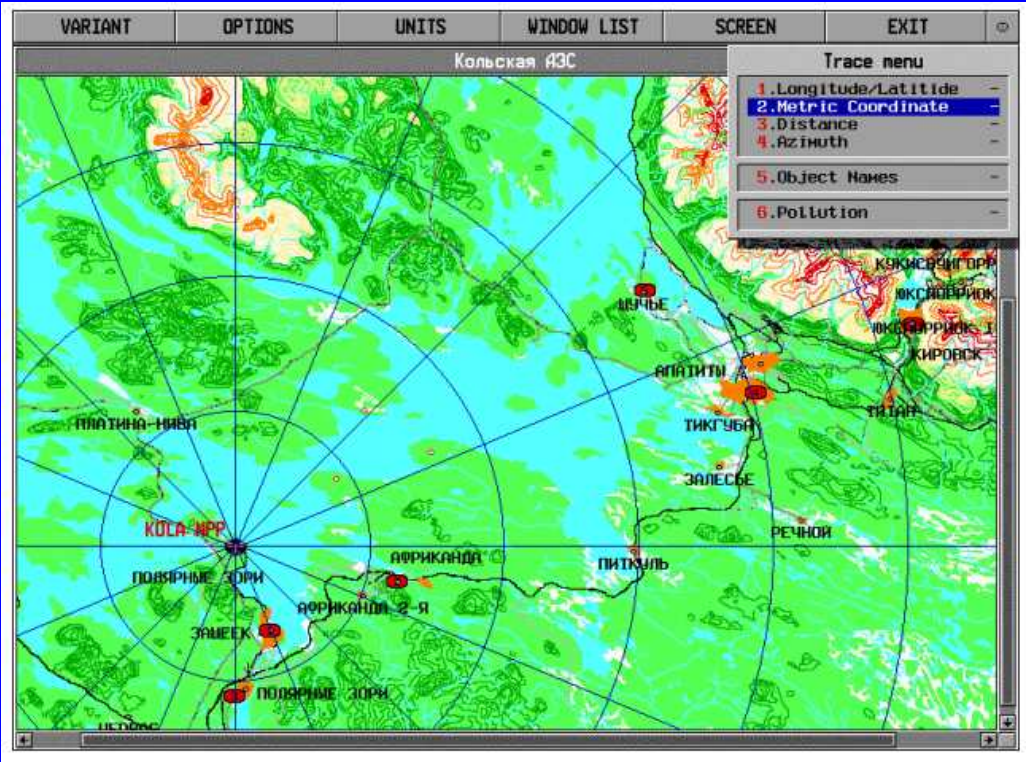 VARIANT OPTIONS UNITS WINDOW LIST SCREEN EXIT
Кольская АЭС
Trace menu
1.Longitude/Latitide -
2.Metric Coordinate -
3.Distance -
4.Azimuth -
5.Object Names -
6.Pollution -
ЮКСПОРРИОК
ЩУЧЬЕ
КИРОВСК
АПАТИТЫ
ТИТАН
ПЛАТИНА-НИВА
ТИКГУБА
ЗАЛЕСЬЕ
KOLA NPP
РЕЧНОЙ
АФРИКАНДА
ПИТКУЛЬ
ПОЛЯРНЫЕ ЗОРИ
АФРИКАНДА 2-Я
ЗАШЕЕК
ПОЛЯРНЫЕ ЗОРИ